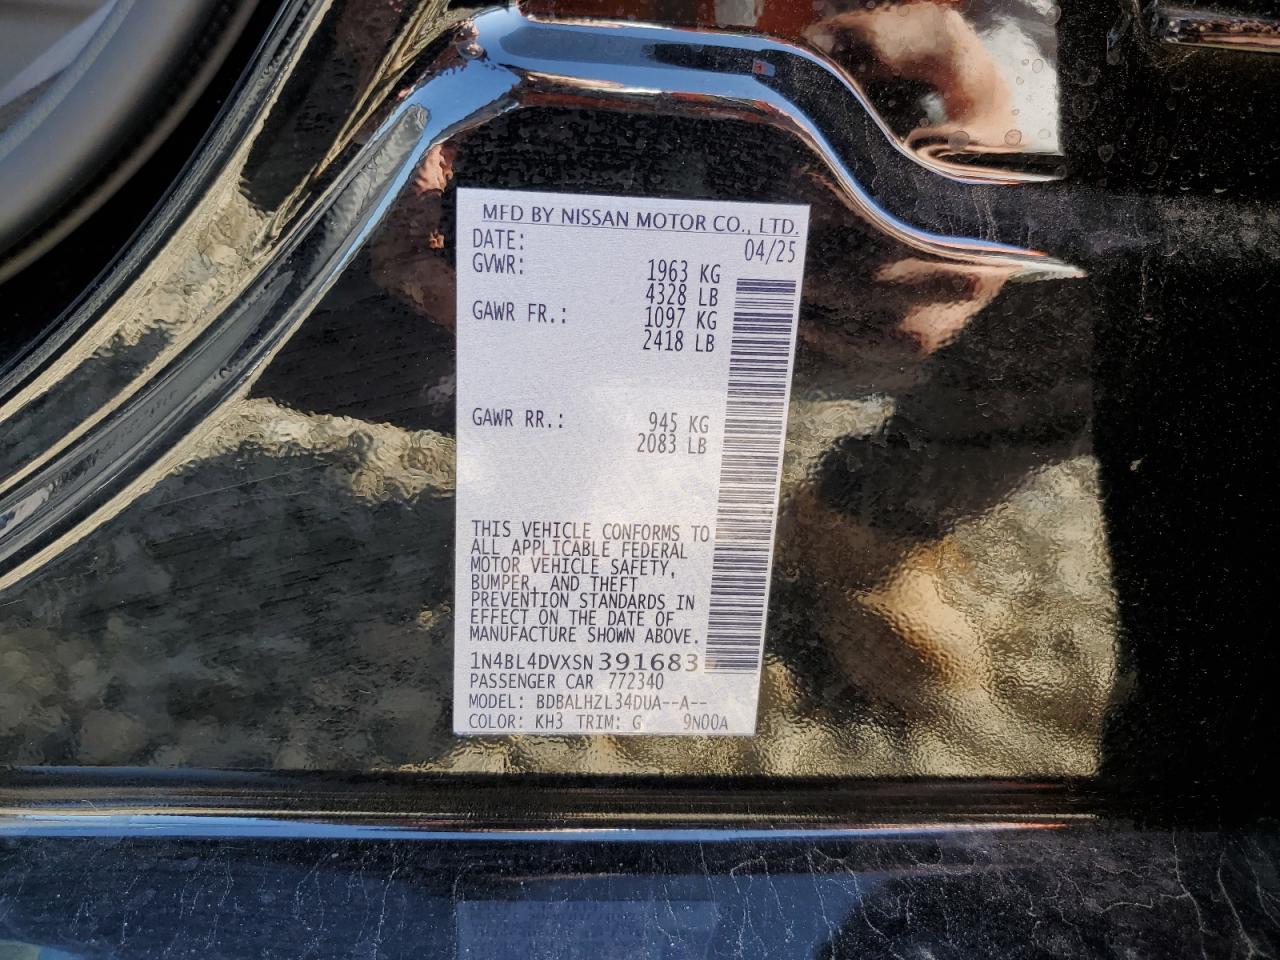 MFD BY NISSAN MOTOR CO., LTD.
DATE: 04/25
GVWR: 1963 KG
4328 LB
GAWR FR.: 1097 KG
2418 LB
GAWR RR.: 945 KG
2083 LB
THIS VEHICLE CONFORMS TO
ALL APPLICABLE FEDERAL
MOTOR VEHICLE SAFETY,
BUMPER, AND THEFT
PREVENTION STANDARDS IN
EFFECT ON THE DATE OF
MANUFACTURE SHOWN ABOVE.
1N4BL4DVXSN391683
PASSENGER CAR 772340
MODEL: BDBALHZL34DUA--A--
COLOR: KH3 TRIM: G 9N00A